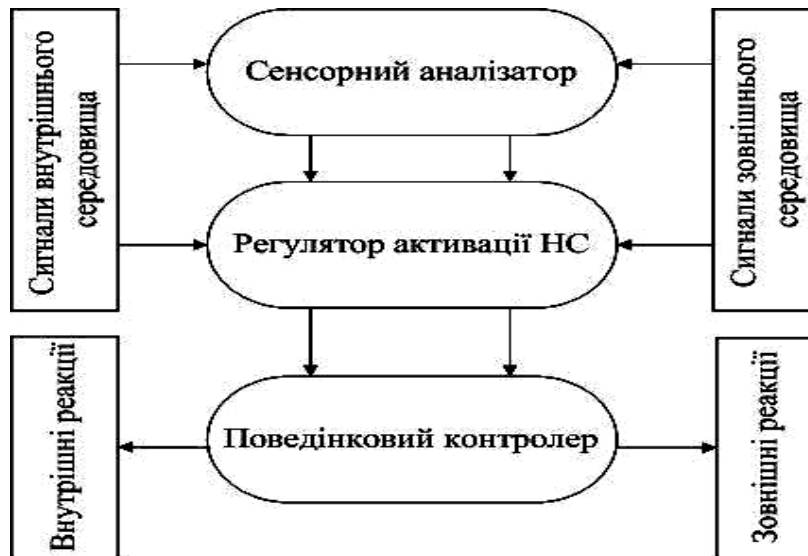 Сенсорний аналізатор
Сигнали внутрішнього
середовища
Сигнали зовнішнього
середовища
Регулятор активації НС
Внутрішні реакції
Поведінковий контролер
Зовнішні реакції